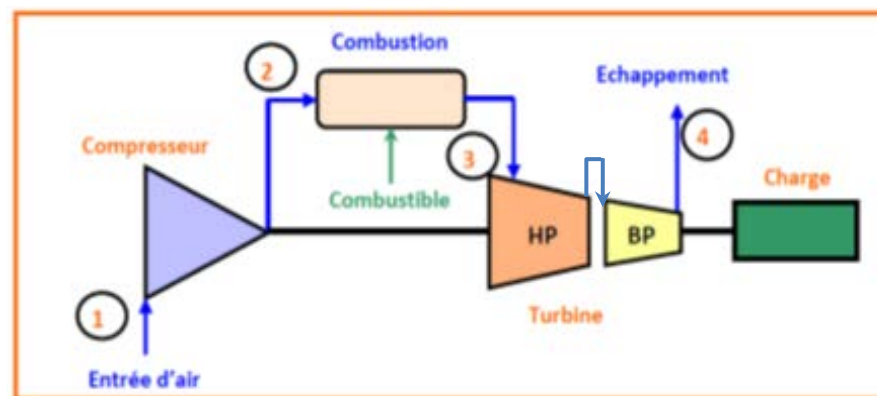 Combustion
2
Echappement
Compresseur
3
4
Combustible
Charge
HP
BP
1
Turbine
Entrée d'air